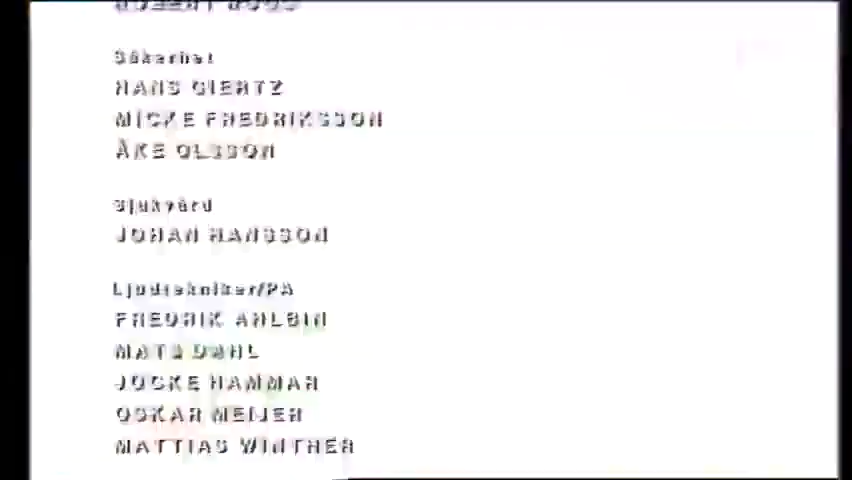 Säkerhet
HANS GIERTZ
MICKE FREDRIKSSON
ÅKE OLSSON
Sjukvård
JOHAN HANSSON
Ljudtekniker/PA
FREDRIK AHLBIN
MATS DAHL
JOCKE HAMMAR
OSKAR MEIJER
MATTIAS WINTHER